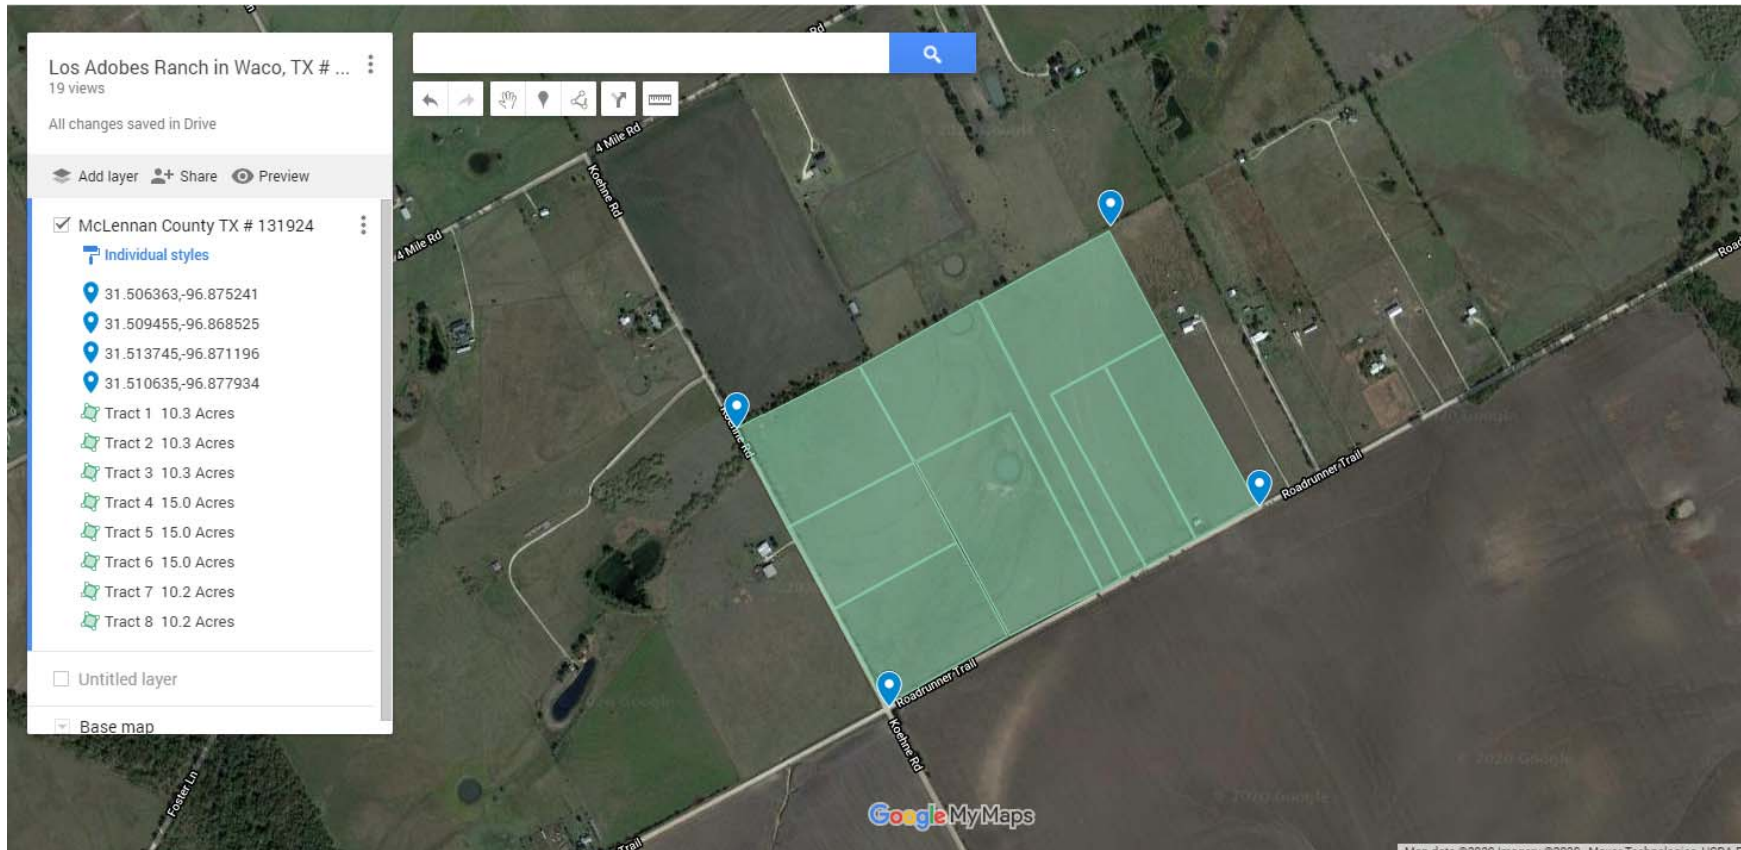 Los Adobes Ranch in Waco, TX # ...
19 views
All changes saved in Drive
Add layer Share Preview
McLennan County TX # 131924
Individual styles
31.506363,-96.875241
31.509455,-96.868525
31.513745,-96.871196
31.510635,-96.877934
Tract 1 10.3 Acres
Tract 2 10.3 Acres
Tract 3 10.3 Acres
Tract 4 15.0 Acres
Tract 5 15.0 Acres
Tract 6 15.0 Acres
Tract 7 10.2 Acres
Tract 8 10.2 Acres
Untitled layer
Base map
Rd
4 Mile Rd
Koehne Rd
4 Mile Rd
Koehne Rd
Roadrunner Trail
Roadrunner Trail
Koehne Rd
Foster Ln
Trail
Google My Maps
© 2020 Google